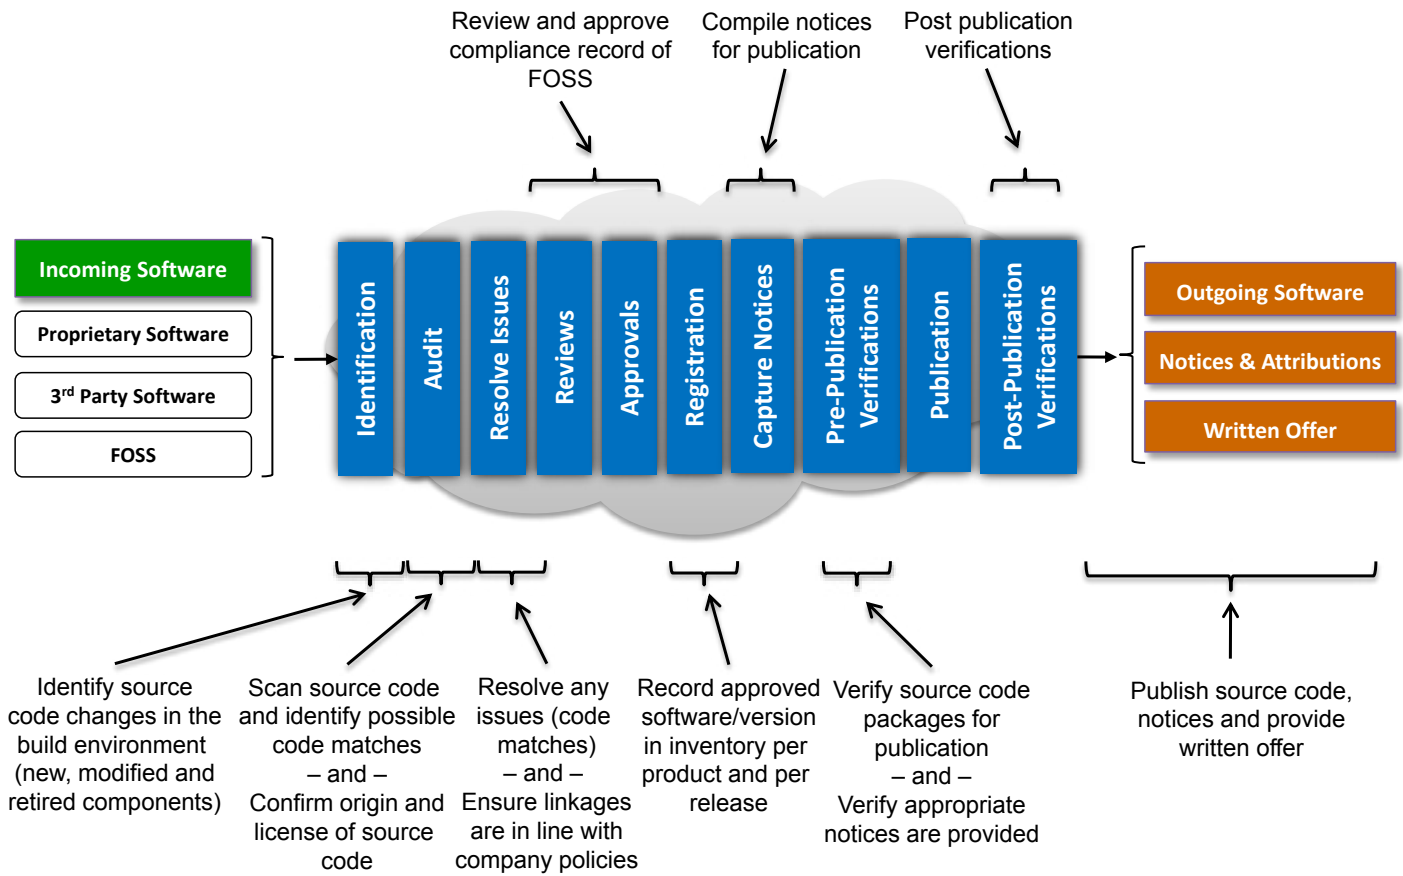 Review and approve
compliance record of
FOSS
Compile notices
for publication
Post publication
verifications
Incoming Software
Proprietary Software
3rd Party Software
FOSS
Identification
Audit
Resolve Issues
Reviews
Approvals
Registration
Capture Notices
Pre-Publication
Verifications
Publication
Post-Publication
Verifications
Outgoing Software
Notices & Attributions
Written Offer
Identify source
code changes in the
build environment
(new, modified and
retired components)
Scan source code
and identify possible
code matches
– and –
Confirm origin and
license of source
code
Resolve any
issues (code
matches)
– and –
Ensure linkages
are in line with
company policies
Record approved
software/version
in inventory per
product and per
release
Verify source code
packages for
publication
– and –
Verify appropriate
notices are provided
Publish source code,
notices and provide
written offer